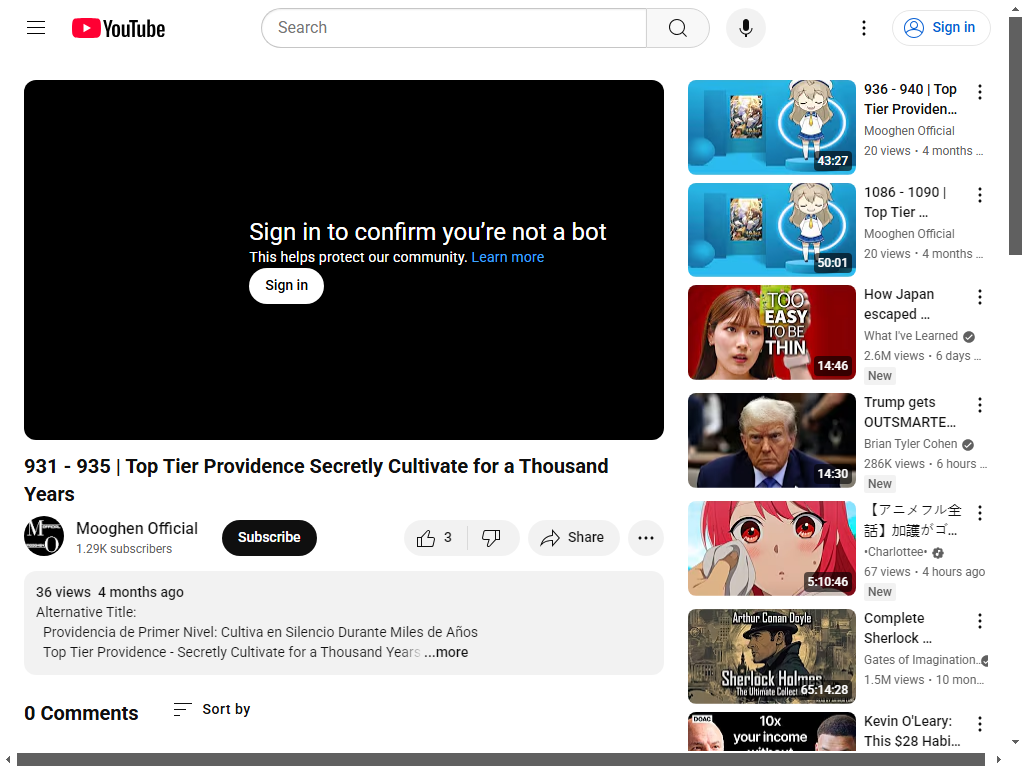 YouTube
Search
Sign in
Sign in to confirm you're not a bot
This helps protect our community. Learn more
Sign in
931 - 935 | Top Tier Providence Secretly Cultivate for a Thousand
Years
Mooghen Official
1.29K subscribers
Subscribe
3
Share
36 views 4 months ago
Alternative Title:
Providencia de Primer Nivel: Cultiva en Silencio Durante Miles de Años
Top Tier Providence - Secretly Cultivate for a Thousand Years ...more
0 Comments
Sort by
43:27
936 - 940 | Top
Tier Providen...
Mooghen Official
20 views • 4 months ...
50:01
1086 - 1090 |
Top Tier ...
Mooghen Official
20 views • 4 months ...
TOO
EASY
TO BE
THIN
14:46
How Japan
escaped ...
What I've Learned
2.6M views • 6 days ...
New
14:30
Trump gets
OUTSMARTE...
Brian Tyler Cohen
286K views • 6 hours ...
New
5:10:46
【アニメフル全
話】加護がゴ...
•Charlottee•
67 views • 4 hours ago
New
Arthur Conan Doyle
Sherlock Holmes
The Ultimate Collect
65:14:28
Complete
Sherlock ...
Gates of Imagination...
1.5M views • 10 mon...
DOAC
10x
your income
Kevin O'Leary:
This $28 Habi...